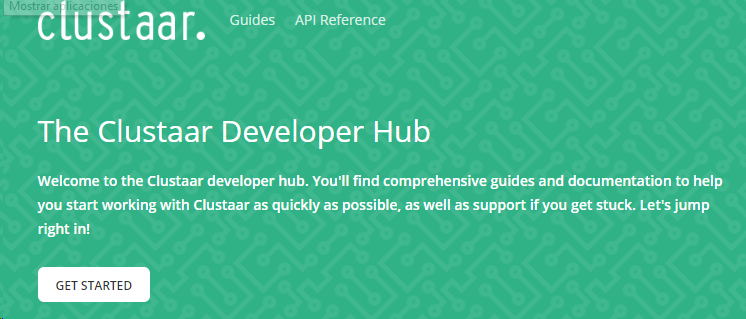 Mostrar aplicaciones
clustaar.
Guides API Reference
The Clustaar Developer Hub
Welcome to the Clustaar developer hub. You'll find comprehensive guides and documentation to help
you start working with Clustaar as quickly as possible, as well as support if you get stuck. Let's jump
right in!
GET STARTED